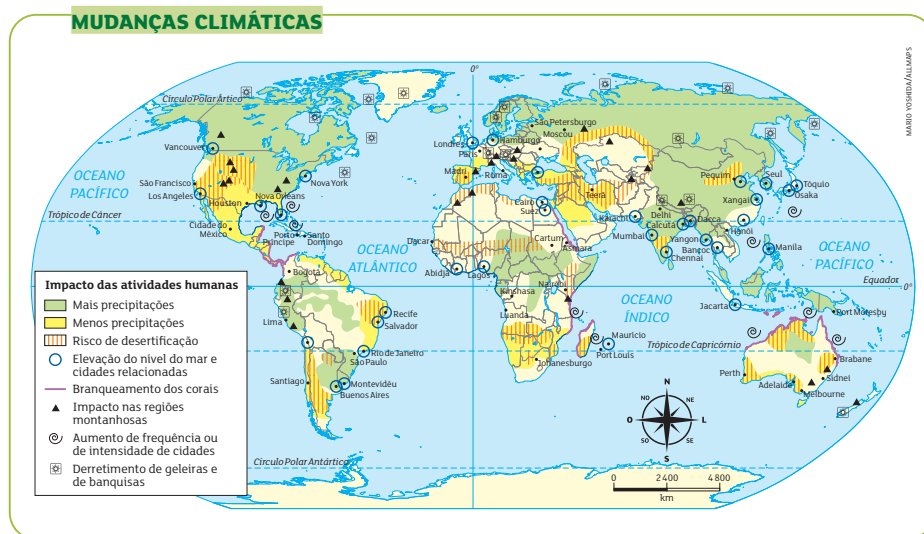 MUDANÇAS CLIMÁTICAS
MARIO YOSHIDA/ALLMAPS
0°
Círculo Polar Ártico
São Petersburgo
Moscou
Vancouver
Londres
Hamburgo
Paris
OCEANO
PACÍFICO
São Francisco
Los Angeles
Nova York
Nova Orleans
Houston
Madri
Roma
Teerã
Pequim
Seul
Tóquio
Osaka
Xangai
Trópico de Câncer
Cidade do
México
Porto
Príncipe
Santo
Domingo
Cairo
Suez
Karachi
Delhi
Calcutá
Dacca
Hanói
Mumbai
Yangon
Bancoc
Chennai
Manila
OCEANO
ATLÂNTICO
Dacar
Cartum
Asmara
OCEANO
PACÍFICO
Bogotá
Abidjã
Lagos
Nairóbi
Kinshasa
Luanda
Equador
0°
Jacarta
Port Moresby
OCEANO
ÍNDICO
Lima
Recife
Salvador
Mauricio
Port Louis
Trópico de Capricórnio
Rio de Janeiro
São Paulo
Johanesburgo
Brabane
Perth
Adelaide
Sidnei
Melbourne
Santiago
Montevidéu
Buenos Aires
Círculo Polar Antártico
Impacto das atividades humanas
Mais precipitações
Menos precipitações
Risco de desertificação
Elevação do nível do mar e
cidades relacionadas
Branqueamento dos corais
Impacto nas regiões
montanhosas
Aumento de frequência ou
de intensidade de cidades
Derretimento de geleiras e
de banquisas
N
NO
NE
O
L
SO
SE
S
0
2400
4800
km